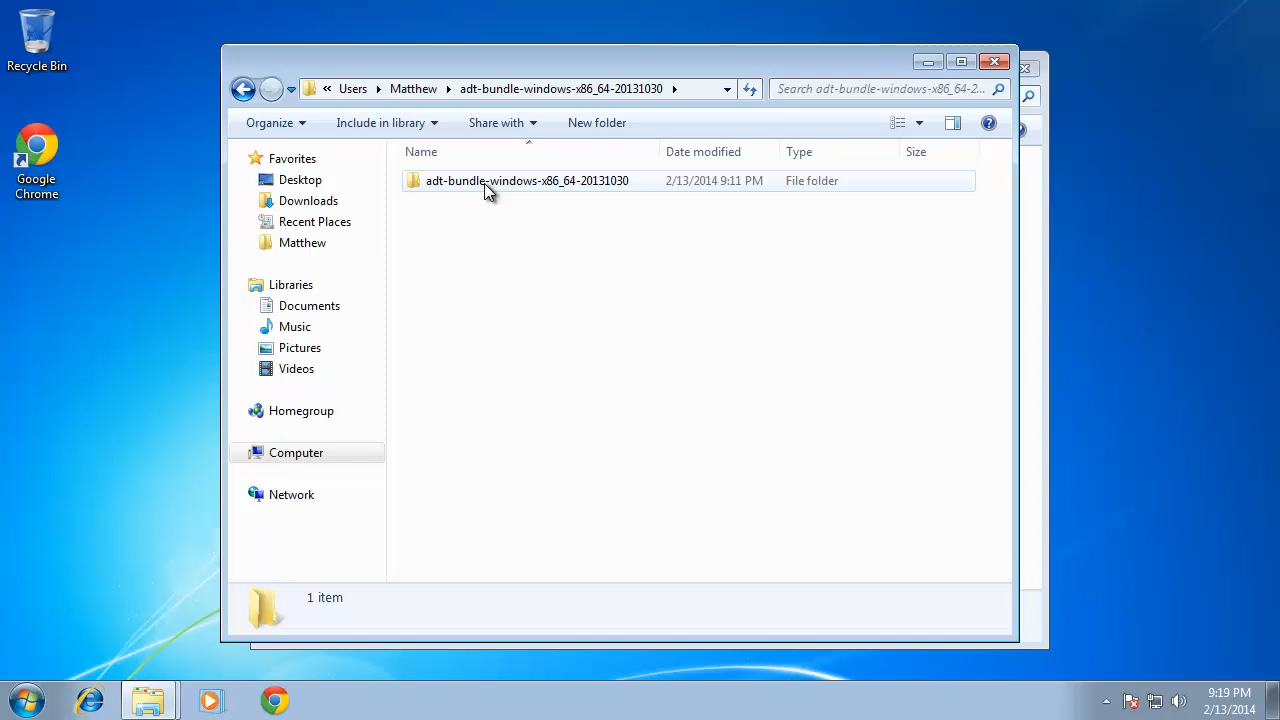 Recycle Bin
Google
Chrome
« Users Matthew adt-bundle-windows-x86_64-20131030
Search adt-bundle-windows-x86_64-2...
Organize Include in library Share with New folder
Name Date modified Type Size
adt-bundle-windows-x86_64-20131030 2/13/2014 9:11 PM File folder
Favorites
Desktop
Downloads
Recent Places
Matthew
Libraries
Documents
Music
Pictures
Videos
Homegroup
Computer
Network
1 item
9:19 PM
2/13/2014